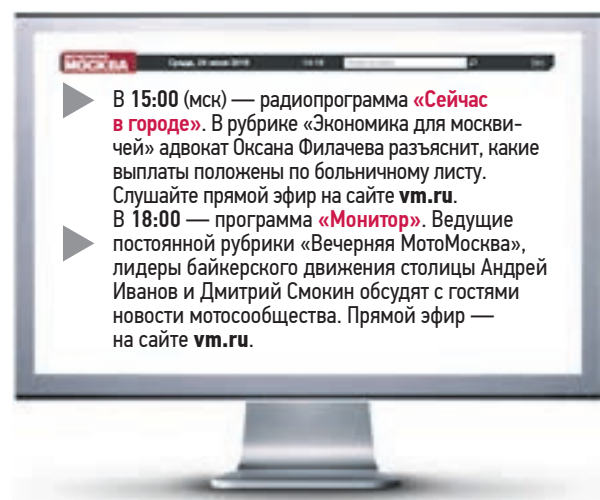 МОСКВА
В 15:00 (мск) — радиопрограмма «Сейчас
в городе». В рубрике «Экономика для москви-
чей» адвокат Оксана Филачева разъяснит, какие
выплаты положены по больничному листу.
Слушайте прямой эфир на сайте vm.ru.
В 18:00 — программа «Монитор». Ведущие
постоянной рубрики «Вечерняя МотоМосква»,
лидеры байкерского движения столицы Андрей
Иванов и Дмитрий Смокин обсудят с гостями
новости мотосообщества. Прямой эфир —
на сайте vm.ru.